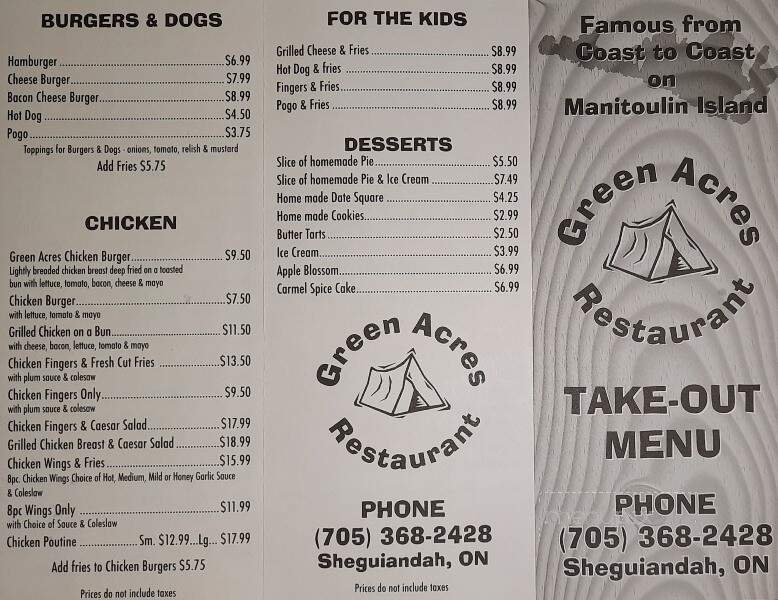 BURGERS & DOGS
Hamburger $6.99
Cheese Burger $7.99
Bacon Cheese Burger $8.99
Hot Dog $4.50
Pogo $3.75
Toppings for Burgers & Dogs - onions, tomato, relish & mustard
Add Fries $5.75
CHICKEN
Green Acres Chicken Burger $9.50
Lightly breaded chicken breast deep fried on a toasted
bun with lettuce, tomato, bacon, cheese & mayo
Chicken Burger $7.50
with lettuce, tomato & mayo
Grilled Chicken on a Bun $11.50
with cheese, bacon, lettuce, tomato & mayo
Chicken Fingers & Fresh Cut Fries $13.50
with plum sauce & coleslaw
Chicken Fingers Only $9.50
with plum sauce & coleslaw
Chicken Fingers & Caesar Salad $17.99
Grilled Chicken Breast & Caesar Salad $18.99
Chicken Wings & Fries $15.99
8pc. Chicken Wings Choice of Hot, Medium, Mild or Honey Garlic Sauce
& Coleslaw
8pc Wings Only $11.99
with Choice of Sauce & Coleslaw
Chicken Poutine Sm. $12.99...Lg... $17.99
Add fries to Chicken Burgers $5.75
Prices do not include taxes
FOR THE KIDS
Grilled Cheese & Fries $8.99
Hot Dog & fries $8.99
Fingers & Fries $8.99
Pogo & Fries $8.99
DESSERTS
Slice of homemade Pie $5.50
Slice of homemade Pie & Ice Cream $7.49
Home made Date Square $4.25
Home made Cookies $2.99
Butter Tarts $2.50
Ice Cream $3.99
Apple Blossom $6.99
Carmel Spice Cake $6.99
Green Acres
Restaurant
PHONE
(705) 368-2428
Sheguiandah, ON
Prices do not include taxes
Famous from
Coast to Coast
on
Manitoulin Island
Green Acres
Restaurant
TAKE-OUT
MENU
PHONE
(705) 368-2428
Sheguiandah, ON